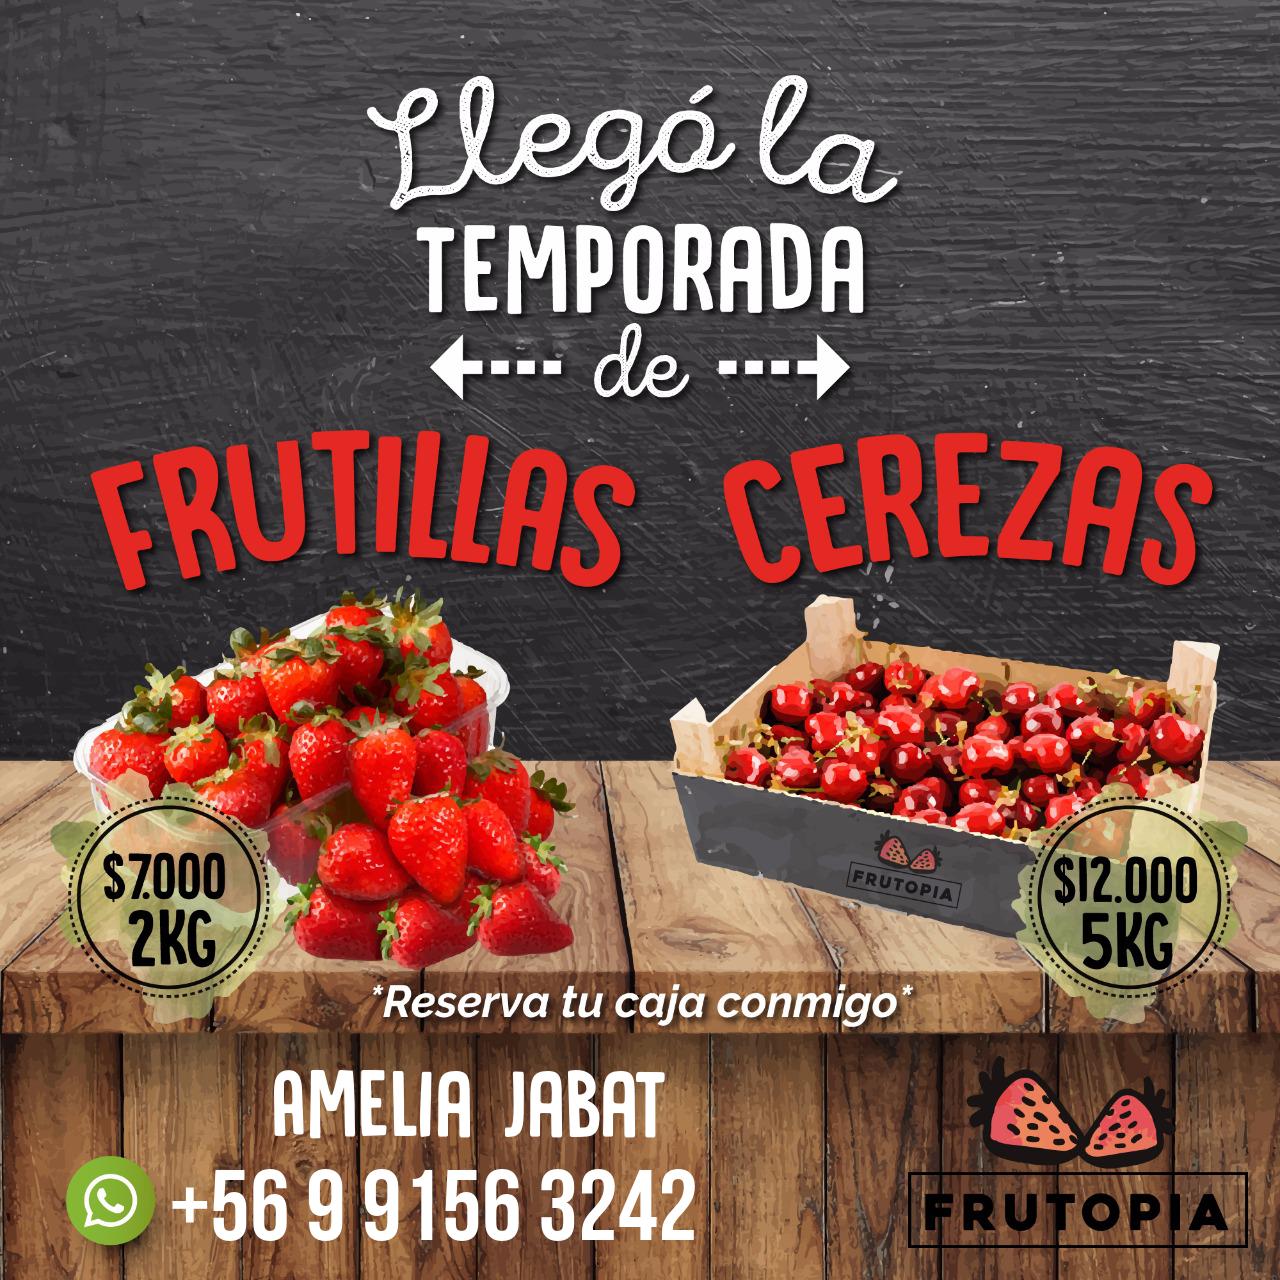 Llegó la
TEMPORADA
de
FRUTILLAS CEREZAS
FRUTOPIA
$7.000
2KG
$12.000
5KG
*Reserva tu caja conmigo*
AMELIA JABAT
+56 9 9156 3242
FRUTOPIA